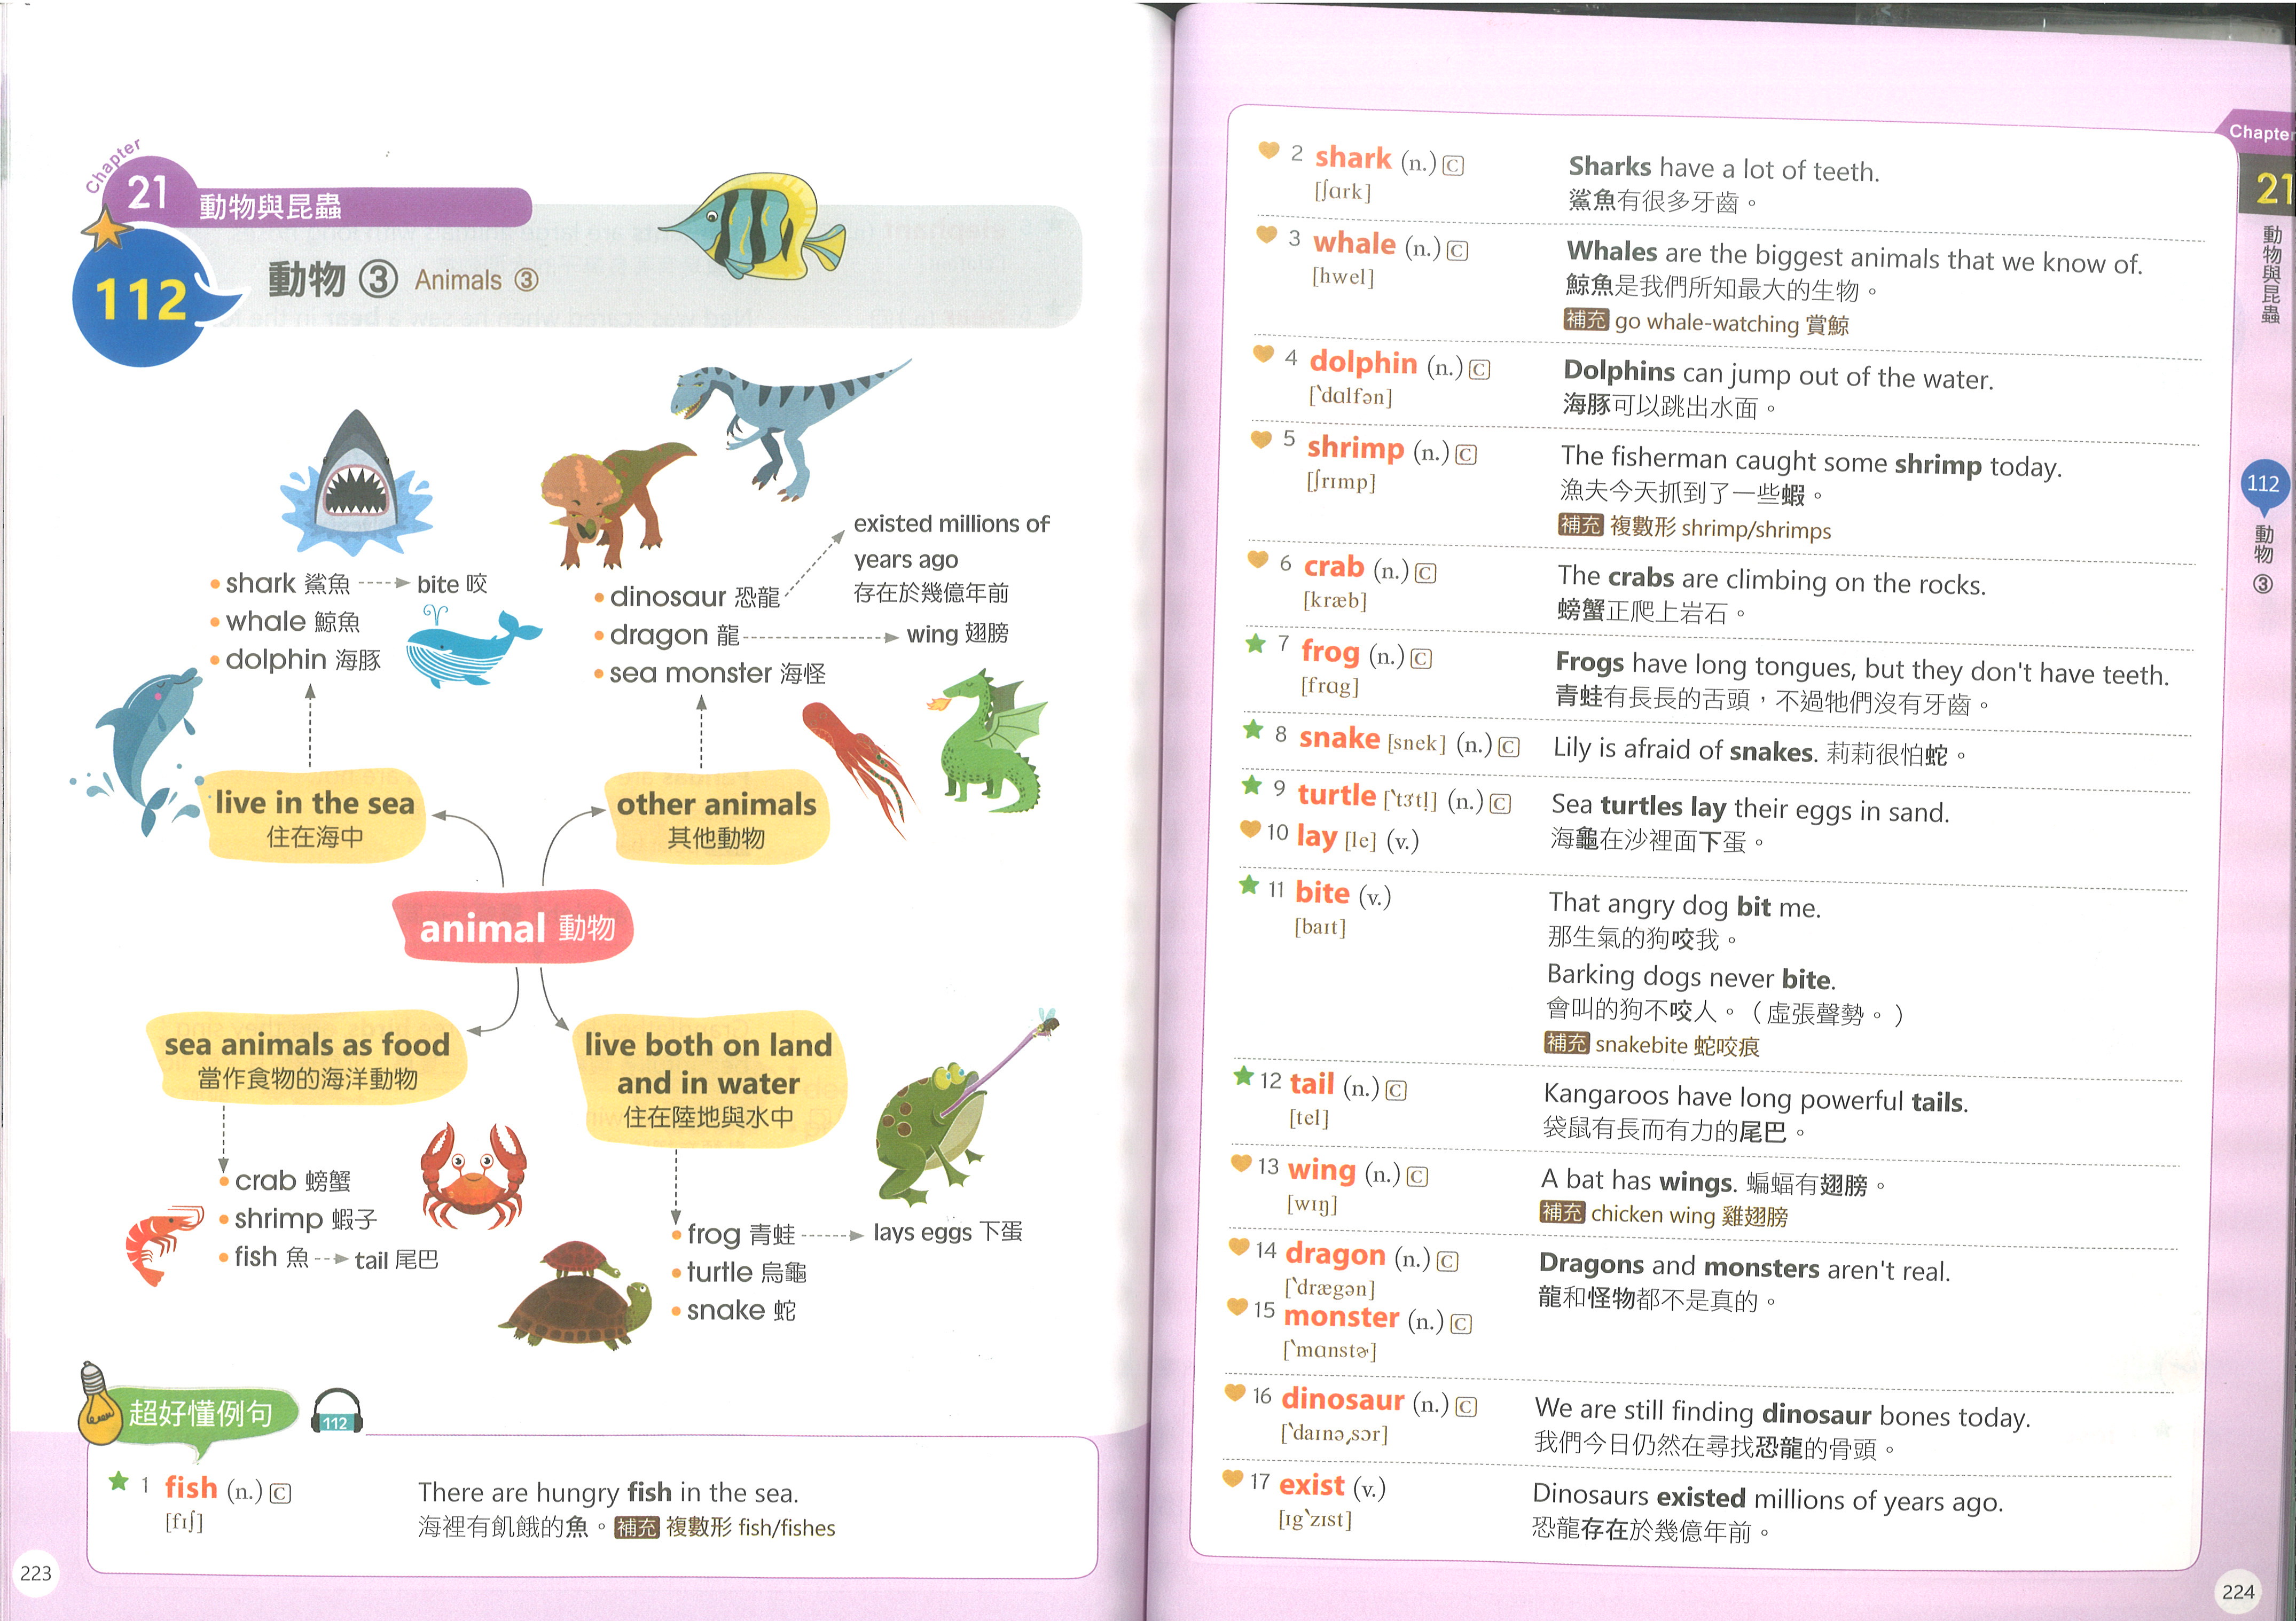 Chapter
21 動物與昆蟲
112 動物 ③ Animals ③
shark 鯊魚 bite 咬
whale 鯨魚
dolphin 海豚
live in the sea
住在海中
existed millions of
years ago
存在於幾億年前
dinosaur 恐龍
dragon 龍 wing 翅膀
sea monster 海怪
other animals
其他動物
animal 動物
sea animals as food
當作食物的海洋動物
crab 螃蟹
shrimp 蝦子
fish 魚 tail 尾巴
live both on land
and in water
住在陸地與水中
frog 青蛙 lays eggs 下蛋
turtle 烏龜
snake 蛇
超好懂例句 112
1 fish (n.) C There are hungry fish in the sea.
[fɪʃ] 海裡有飢餓的魚。 補充 複數形 fish/fishes
223
2 shark (n.) C Sharks have a lot of teeth.
[ʃɑrk] 鯊魚有很多牙齒。
3 whale (n.) C Whales are the biggest animals that we know of.
[hwel] 鯨魚是我們所知最大的生物。
補充 go whale-watching 賞鯨
4 dolphin (n.) C Dolphins can jump out of the water.
[ˋdɑlfən] 海豚可以跳出水面。
5 shrimp (n.) C The fisherman caught some shrimp today.
[ʃrɪmp] 漁夫今天抓到了一些蝦。
補充 複數形 shrimp/shrimps
6 crab (n.) C The crabs are climbing on the rocks.
[kræb] 螃蟹正爬上岩石。
7 frog (n.) C Frogs have long tongues, but they don't have teeth.
[frɑg] 青蛙有長長的舌頭，不過牠們沒有牙齒。
8 snake [snek] (n.) C Lily is afraid of snakes. 莉莉很怕蛇。
9 turtle [ˋtɝtl̩] (n.) C Sea turtles lay their eggs in sand.
10 lay [le] (v.) 海龜在沙裡面下蛋。
11 bite (v.) That angry dog bit me.
[baɪt] 那生氣的狗咬我。
Barking dogs never bite.
會叫的狗不咬人。（虛張聲勢。）
補充 snakebite 蛇咬痕
12 tail (n.) C Kangaroos have long powerful tails.
[tel] 袋鼠有長而有力的尾巴。
13 wing (n.) C A bat has wings. 蝙蝠有翅膀。
[wɪŋ] 補充 chicken wing 雞翅膀
14 dragon (n.) C Dragons and monsters aren't real.
[ˋdrægən] 龍和怪物都不是真的。
15 monster (n.) C
[ˋmɑnstɚ]
16 dinosaur (n.) C We are still finding dinosaur bones today.
[ˋdaɪnəˏsɔr] 我們今日仍然在尋找恐龍的骨頭。
17 exist (v.) Dinosaurs existed millions of years ago.
[ɪgˋzɪst] 恐龍存在於幾億年前。
Chapter
21
動物與昆蟲
112
動物 ③
224